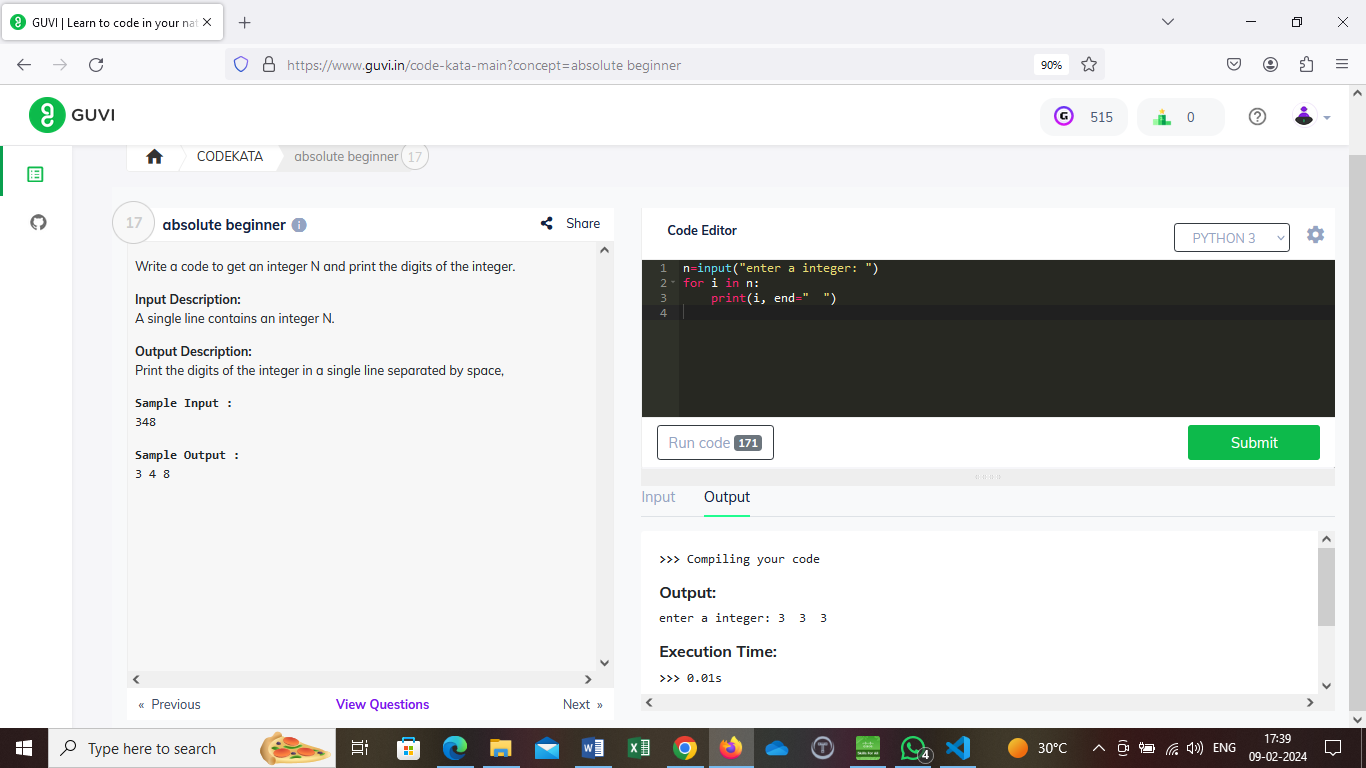 GUVI | Learn to code in your nat
https://www.guvi.in/code-kata-main?concept=absolute beginner
90%
GUVI
G 515
0
CODEKATA
absolute beginner 17
17 absolute beginner i
Share
Write a code to get an integer N and print the digits of the integer.
Input Description:
A single line contains an integer N.
Output Description:
Print the digits of the integer in a single line separated by space,
Sample Input :
348
Sample Output :
3 4 8
« Previous
View Questions
Next »
Code Editor
PYTHON 3
1 n=input("enter a integer: ")
2 for i in n:
3     print(i, end="  ")
4
Run code 171
Submit
Input
Output
>>> Compiling your code
Output:
enter a integer: 3  3  3
Execution Time:
>>> 0.01s
Type here to search
4
30°C
ENG
17:39
09-02-2024